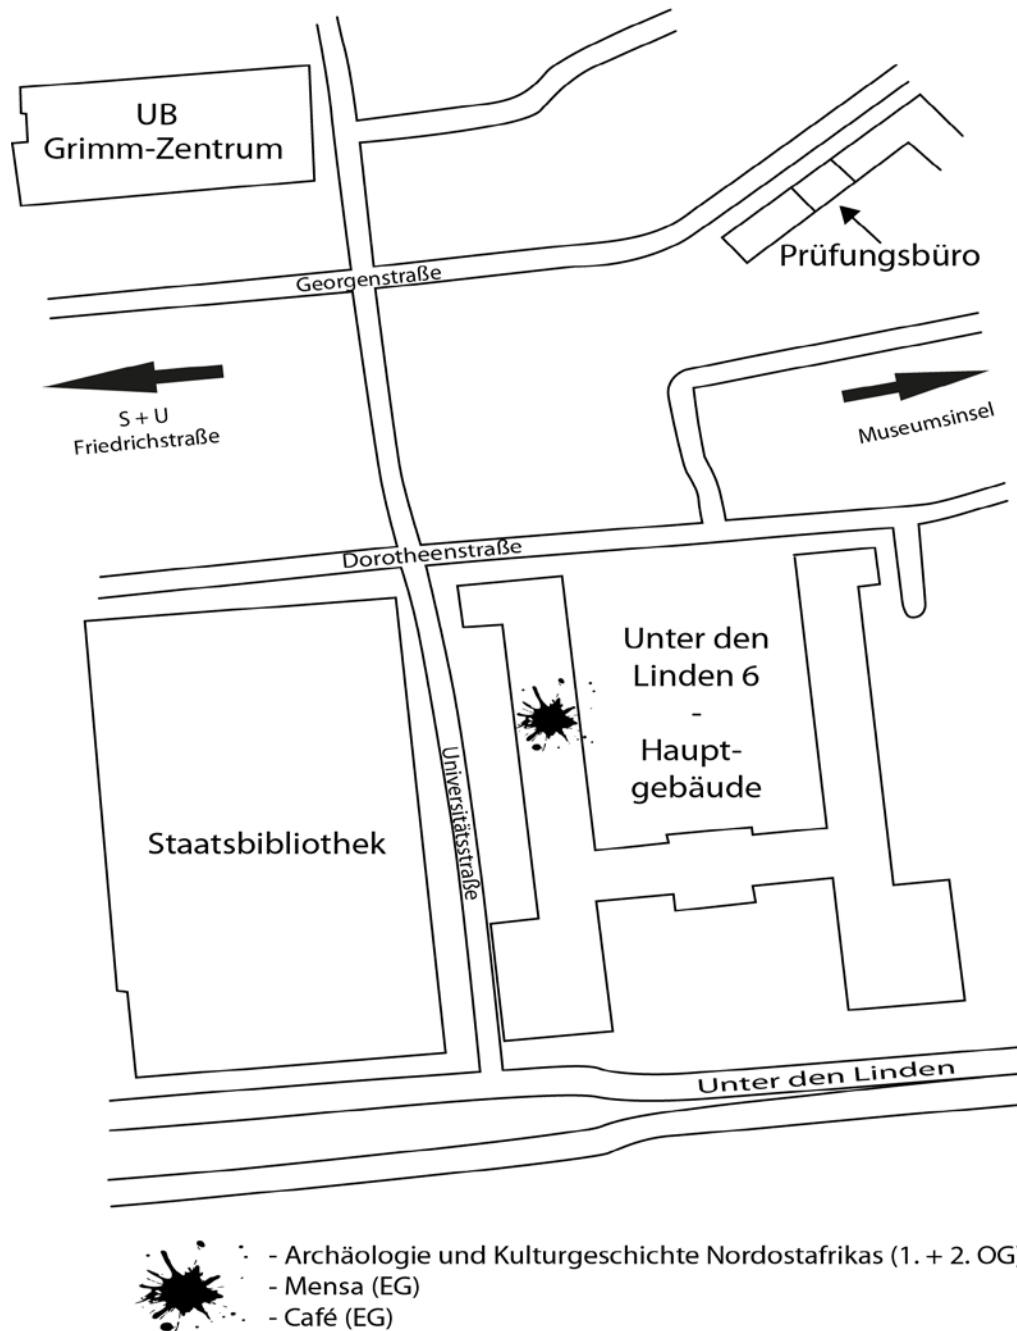 UB
Grimm-Zentrum
Prüfungsbüro
Georgenstraße
S + U
Friedrichstraße
Museumsinsel
Dorotheenstraße
Unter den
Linden 6
-
Haupt-
gebäude
Universitätsstraße
Staatsbibliothek
Unter den Linden
- Archäologie und Kulturgeschichte Nordostafrikas (1. + 2. OG)
- Mensa (EG)
- Café (EG)